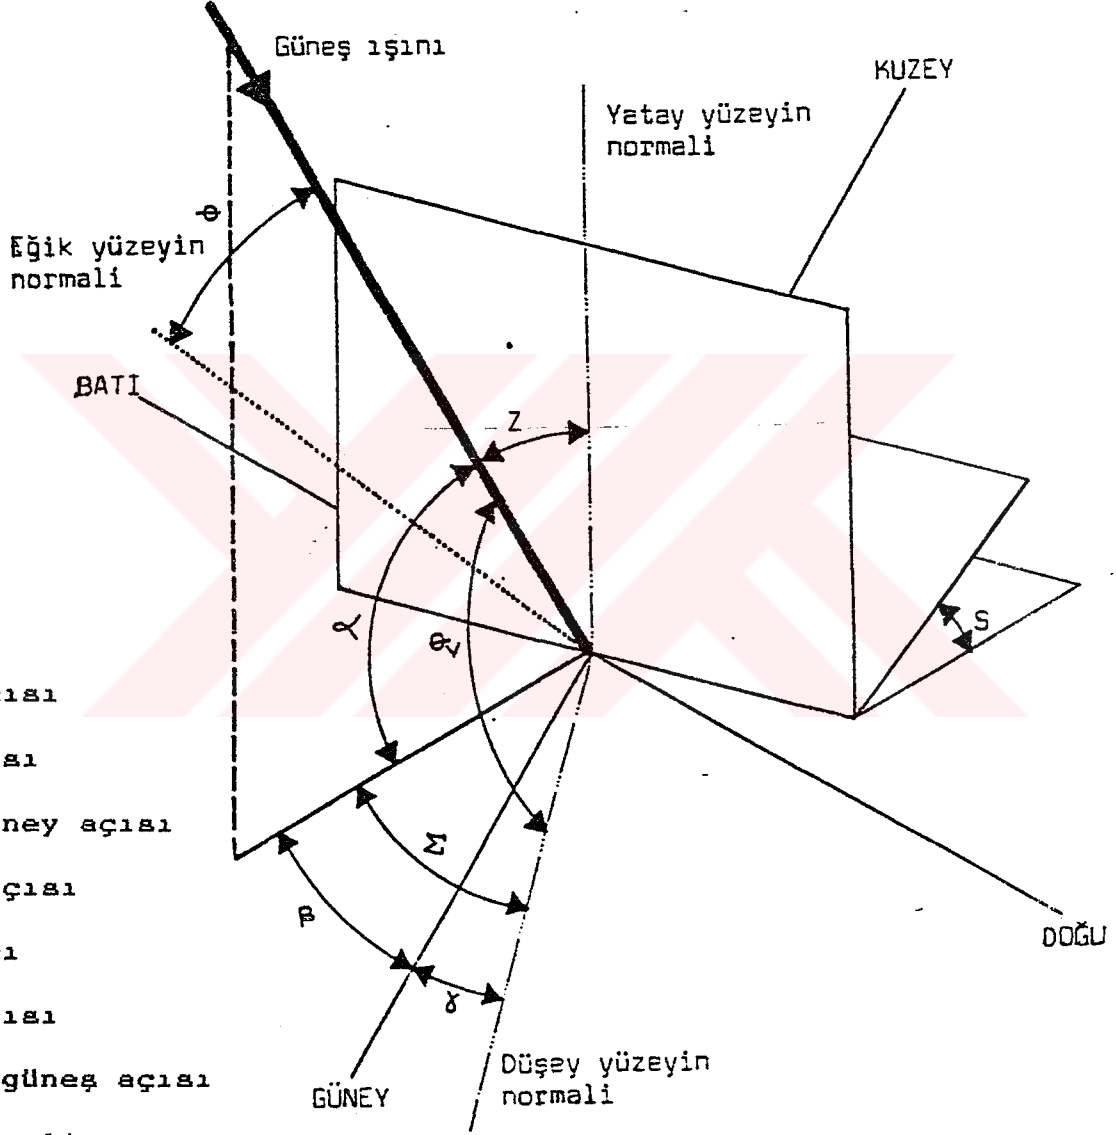 Güneş ışını
KUZEY
Yatay yüzeyin
normali
ϕ
Eğik yüzeyin
normali
BATI
Z
α
S
ısı
sı
ney açısı
Σ
çısı
β
DOĞU
ı
γ
ısı
Düşey yüzeyin
normali
güneş açısı
GÜNEY